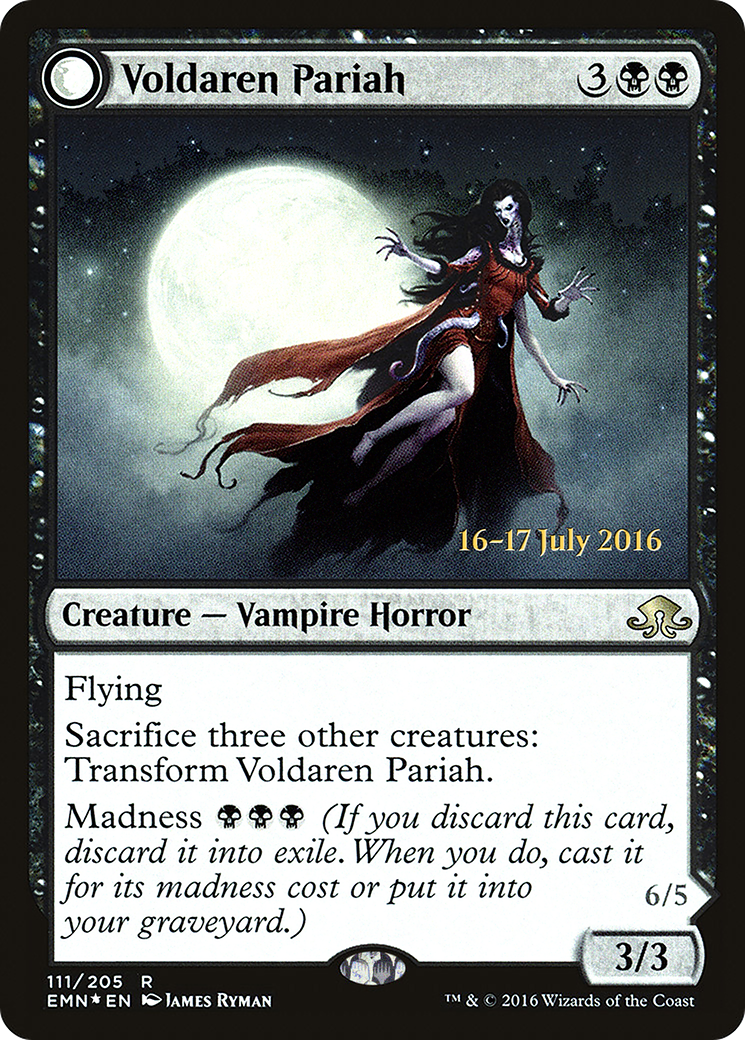 Voldaren Pariah 3
16–17 July 2016
Creature — Vampire Horror
Flying
Sacrifice three other creatures:
Transform Voldaren Pariah.
Madness (If you discard this card,
discard it into exile. When you do, cast it
for its madness cost or put it into
your graveyard.)
6/5
3/3
111/205 R
EMN★EN James Ryman
™ & © 2016 Wizards of the Coast